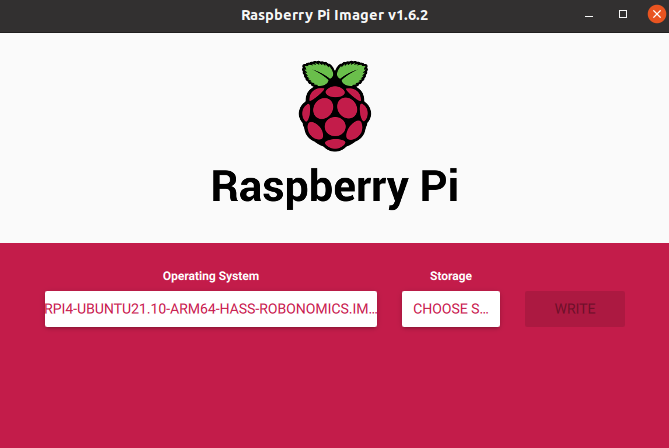 Raspberry Pi Imager v1.6.2
Raspberry Pi
Operating System
Storage
RPI4-UBUNTU21.10-ARM64-HASS-ROBONOMICS.IM...
CHOOSE S...
WRITE